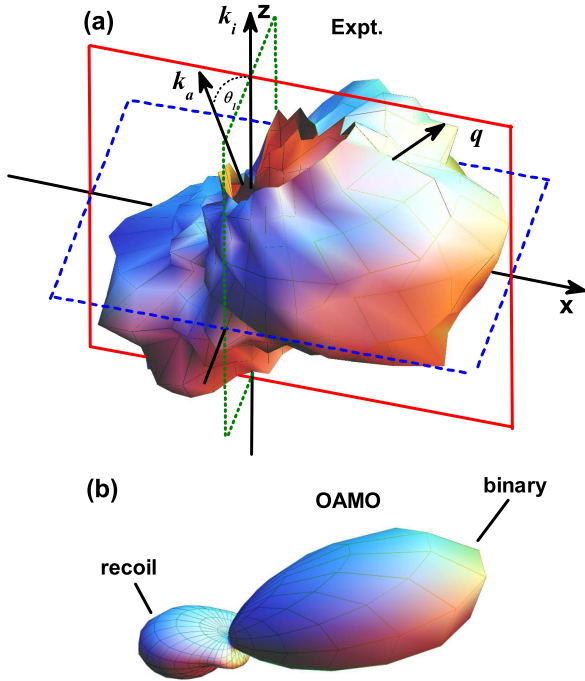 (a)
k_i
z
Expt.
k_a
θ_1
q
x
(b)
OAMO
binary
recoil